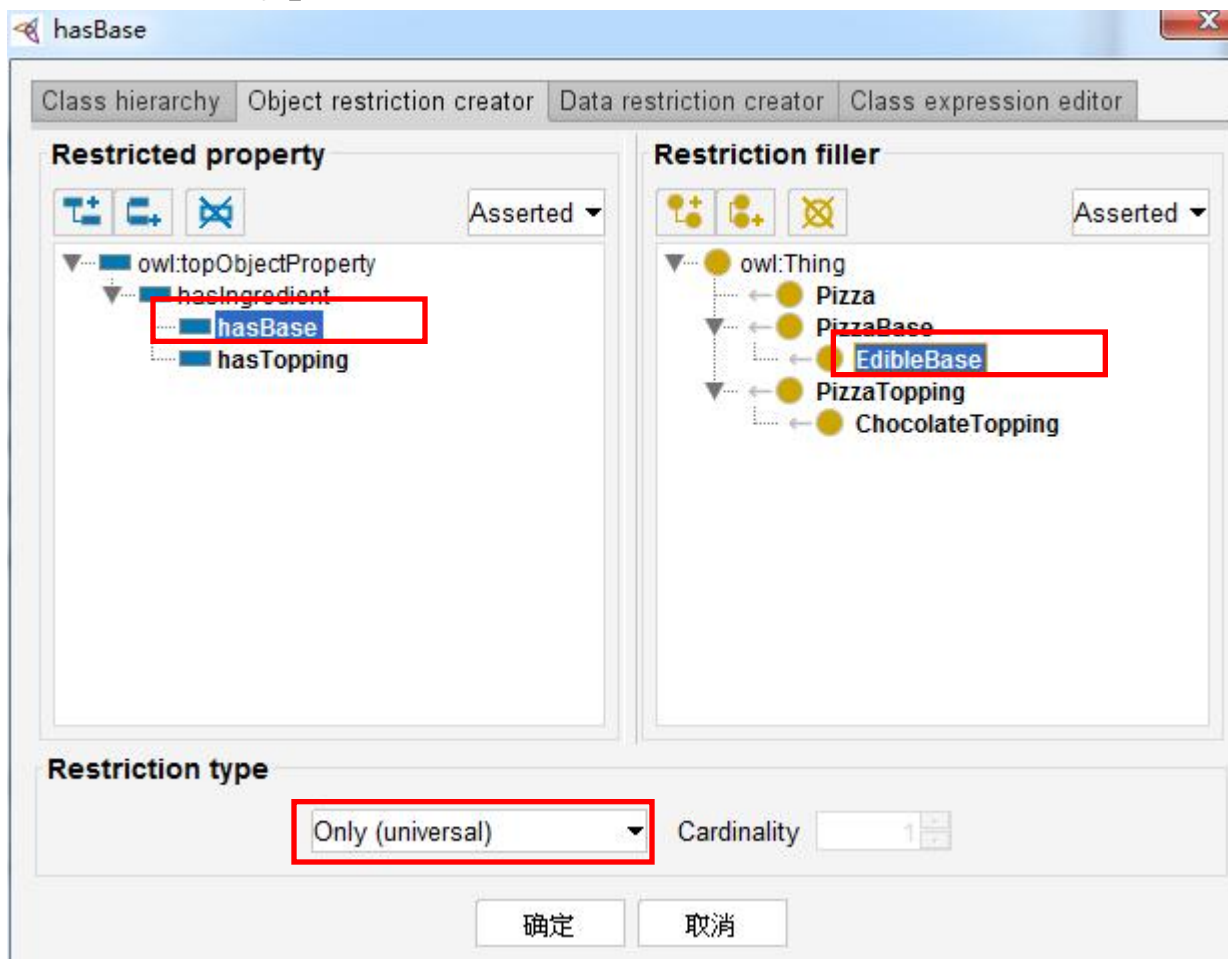 hasBase
Class hierarchy Object restriction creator Data restriction creator Class expression editor
Restricted property
Asserted
owl:topObjectProperty
hasIngredient
hasBase
hasTopping
Restriction filler
Asserted
owl:Thing
Pizza
PizzaBase
EdibleBase
PizzaTopping
ChocolateTopping
Restriction type
Only (universal) Cardinality 1
确定 取消